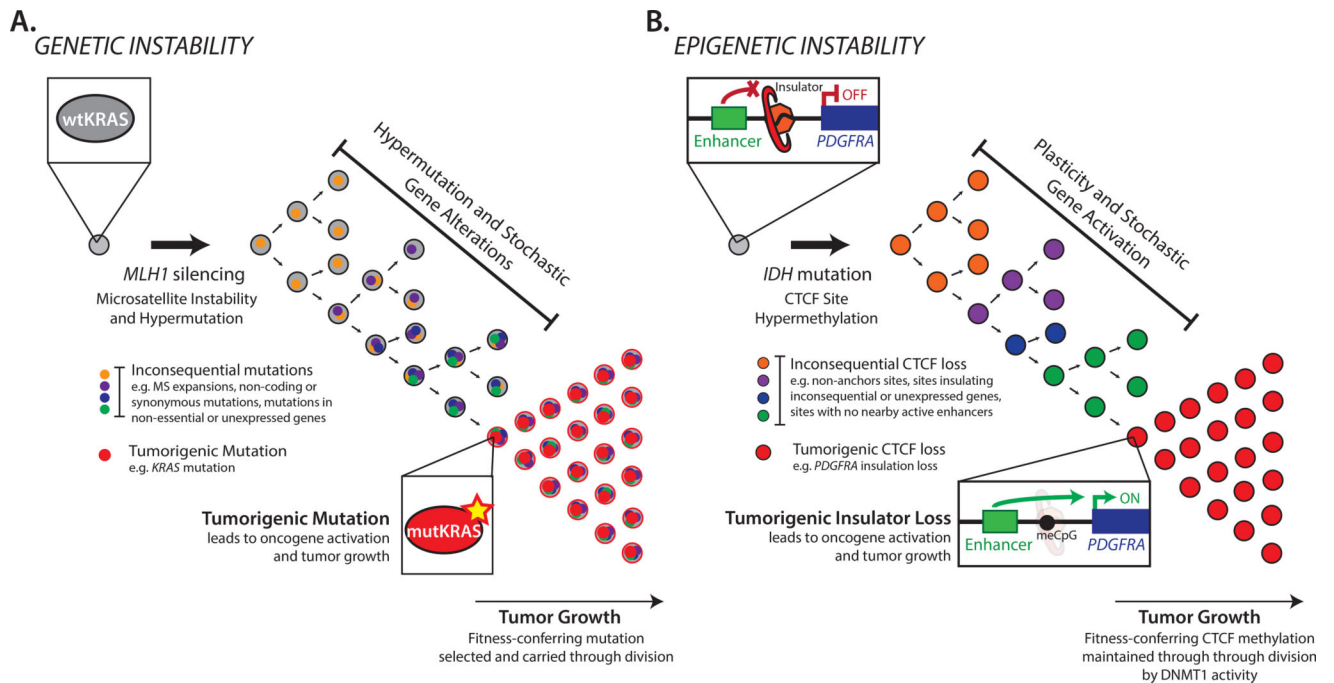 A.
GENETIC INSTABILITY
wtKRAS
Hypermutation and Stochastic
Gene Alterations
MLH1 silencing
Microsatellite Instability
and Hypermutation
Inconsequential mutations
e.g. MS expansions, non-coding or
synonymous mutations, mutations in
non-essential or unexpressed genes
Tumorigenic Mutation
e.g. KRAS mutation
Tumorigenic Mutation
leads to oncogene activation
and tumor growth
mutKRAS
Tumor Growth
Fitness-conferring mutation
selected and carried through division
B.
EPIGENETIC INSTABILITY
Insulator
OFF
Enhancer
PDGFRA
Plasticity and Stochastic
Gene Activation
IDH mutation
CTCF Site
Hypermethylation
Inconsequential CTCF loss
e.g. non-anchors sites, sites insulating
inconsequential or unexpressed genes,
sites with no nearby active enhancers
Tumorigenic CTCF loss
e.g. PDGFRA insulation loss
Tumorigenic Insulator Loss
leads to oncogene activation
and tumor growth
ON
Enhancer
meCpG
PDGFRA
Tumor Growth
Fitness-conferring CTCF methylation
maintained through through division
by DNMT1 activity